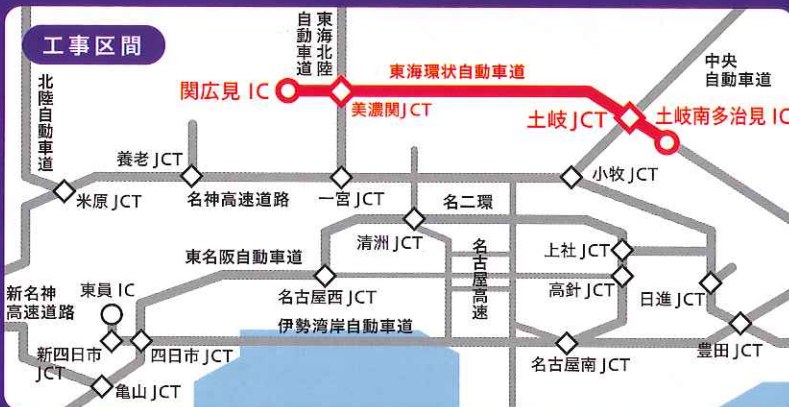 工事区間
北陸自動車道
東海北陸
自動車道
東海環状自動車道
中央
自動車道
関広見 IC
美濃関JCT
土岐 JCT
土岐南多治見 IC
養老 JCT
米原 JCT
名神高速道路
一宮 JCT
小牧 JCT
名二環
清洲 JCT
東名阪自動車道
名古屋高速
上社 JCT
新名神
高速道路
東員 IC
名古屋西 JCT
高針 JCT
日進 JCT
伊勢湾岸自動車道
新四日市
JCT
四日市 JCT
名古屋南 JCT
豊田 JCT
亀山 JCT